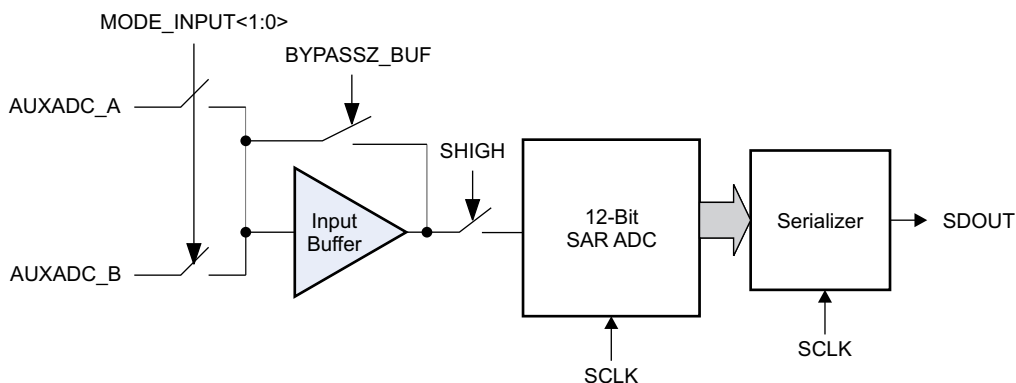 MODE_INPUT<1:0>
BYPASSZ_BUF
AUXADC_A
SHIGH
Input
Buffer
12-Bit
SAR ADC
Serializer
SDOUT
AUXADC_B
SCLK
SCLK